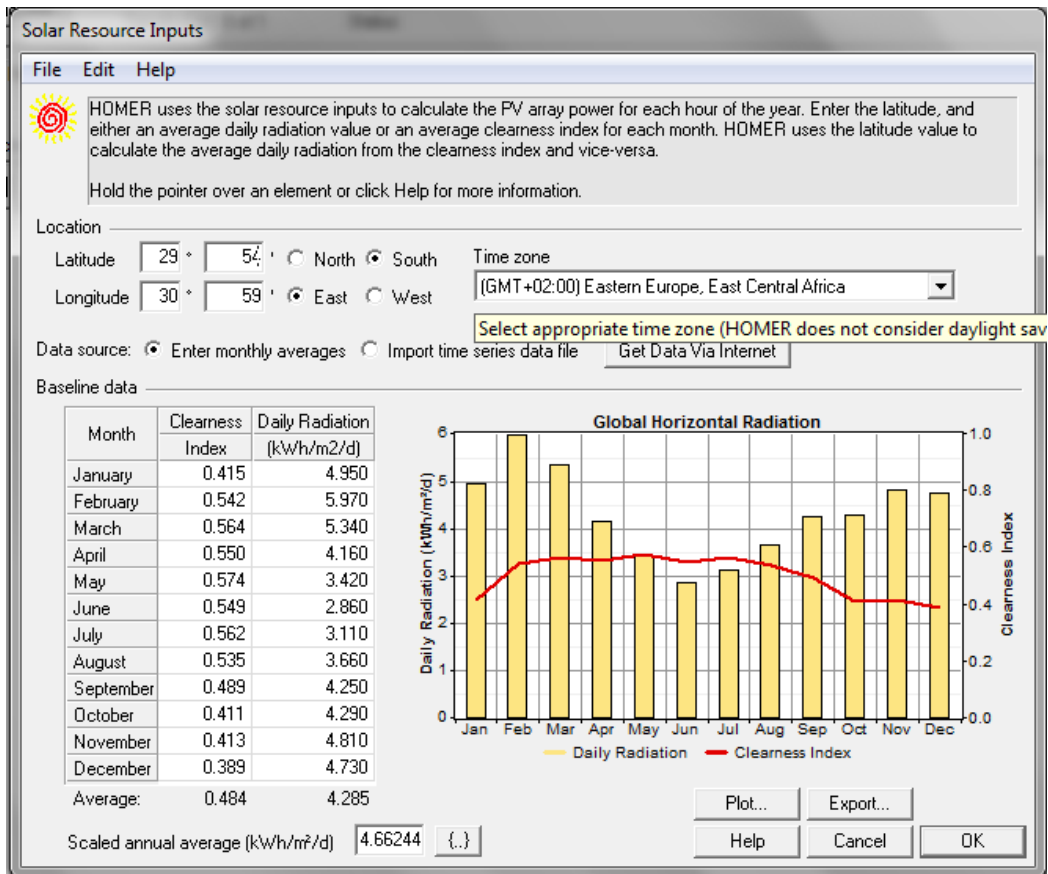 Solar Resource Inputs
File Edit Help
HOMER uses the solar resource inputs to calculate the PV array power for each hour of the year. Enter the latitude, and
either an average daily radiation value or an average clearness index for each month. HOMER uses the latitude value to
calculate the average daily radiation from the clearness index and vice-versa.
Hold the pointer over an element or click Help for more information.
Location
Latitude 29 ° 54 ' North South Time zone
Longitude 30 ° 59 ' East West (GMT+02:00) Eastern Europe, East Central Africa
Select appropriate time zone (HOMER does not consider daylight sav
Data source: Enter monthly averages Import time series data file Get Data Via Internet
Baseline data
Month Clearness Daily Radiation
Index (kWh/m2/d)
January 0.415 4.950
February 0.542 5.970
March 0.564 5.340
April 0.550 4.160
May 0.574 3.420
June 0.549 2.860
July 0.562 3.110
August 0.535 3.660
September 0.489 4.250
October 0.411 4.290
November 0.413 4.810
December 0.389 4.730
Average: 0.484 4.285
Scaled annual average (kWh/m²/d) 4.66244 {..}
Global Horizontal Radiation
Daily Radiation (kWh/m²/d)
6
5
4
3
2
1
0
1.0
0.8
0.6
0.4
0.2
0.0
Clearness Index
Jan Feb Mar Apr May Jun Jul Aug Sep Oct Nov Dec
Daily Radiation Clearness Index
Plot... Export...
Help Cancel OK